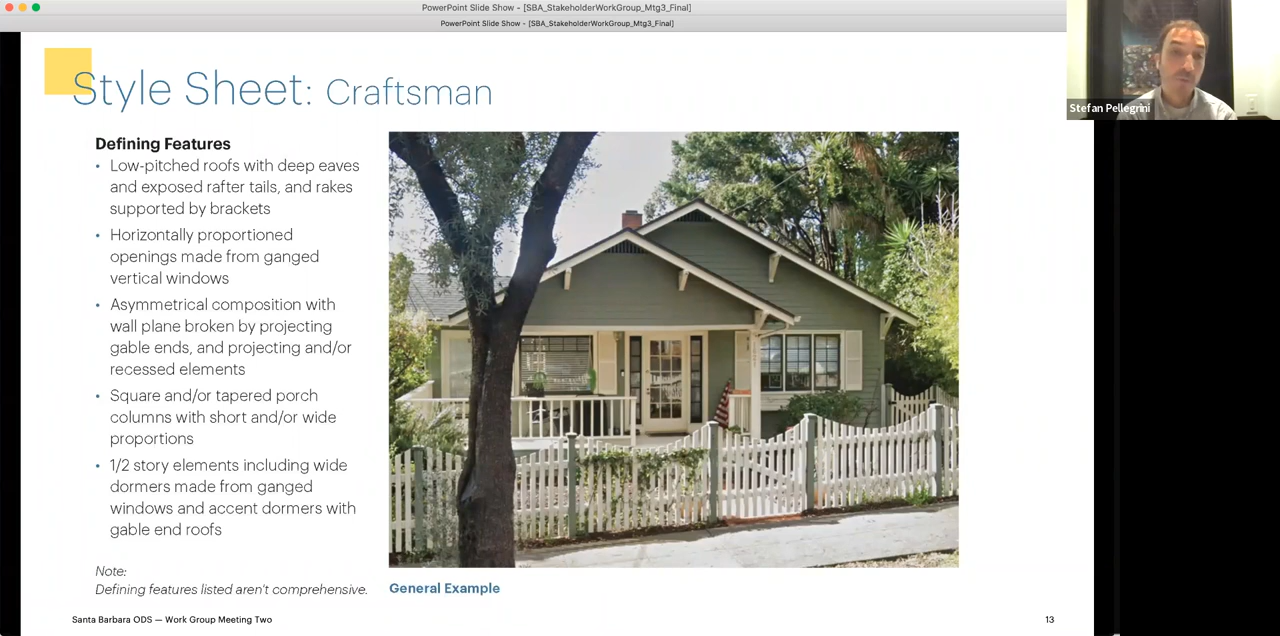 PowerPoint Slide Show - [SBA_StakeholderWorkGroup_Mtg3_Final]
PowerPoint Slide Show - [SBA_StakeholderWorkGroup_Mtg3_Final]
Stefan Pellegrini
Style Sheet: Craftsman
Defining Features
• Low-pitched roofs with deep eaves
and exposed rafter tails, and rakes
supported by brackets
• Horizontally proportioned
openings made from ganged
vertical windows
• Asymmetrical composition with
wall plane broken by projecting
gable ends, and projecting and/or
recessed elements
• Square and/or tapered porch
columns with short and/or wide
proportions
• 1/2 story elements including wide
dormers made from ganged
windows and accent dormers with
gable end roofs
Note:
Defining features listed aren't comprehensive.
General Example
Santa Barbara ODS — Work Group Meeting Two
13